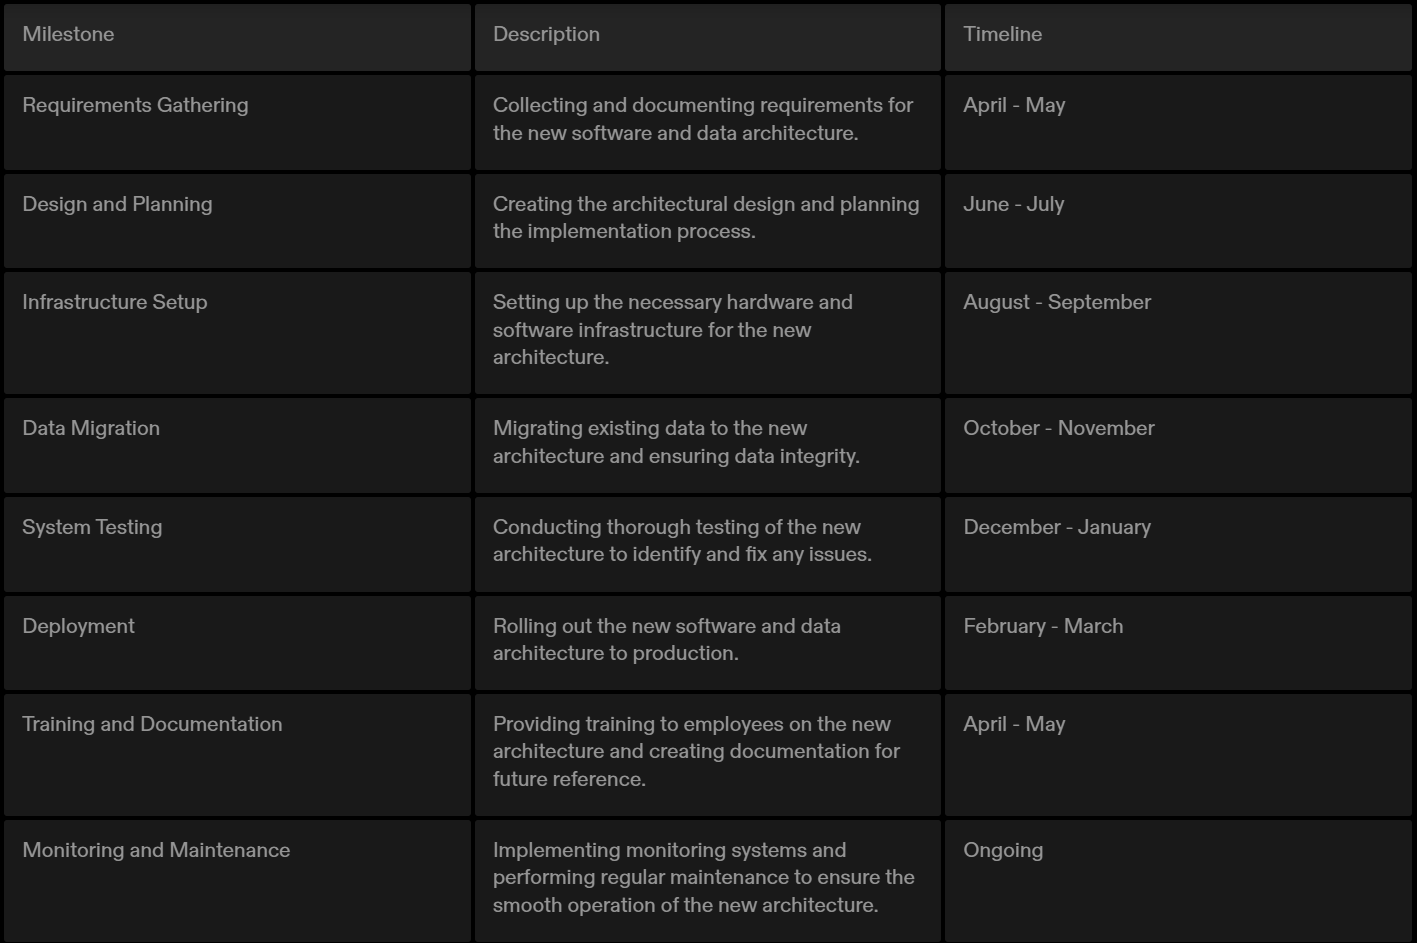 Milestone
Description
Timeline
Requirements Gathering
Collecting and documenting requirements for
the new software and data architecture.
April - May
Design and Planning
Creating the architectural design and planning
the implementation process.
June - July
Infrastructure Setup
Setting up the necessary hardware and
software infrastructure for the new
architecture.
August - September
Data Migration
Migrating existing data to the new
architecture and ensuring data integrity.
October - November
System Testing
Conducting thorough testing of the new
architecture to identify and fix any issues.
December - January
Deployment
Rolling out the new software and data
architecture to production.
February - March
Training and Documentation
Providing training to employees on the new
architecture and creating documentation for
future reference.
April - May
Monitoring and Maintenance
Implementing monitoring systems and
performing regular maintenance to ensure the
smooth operation of the new architecture.
Ongoing